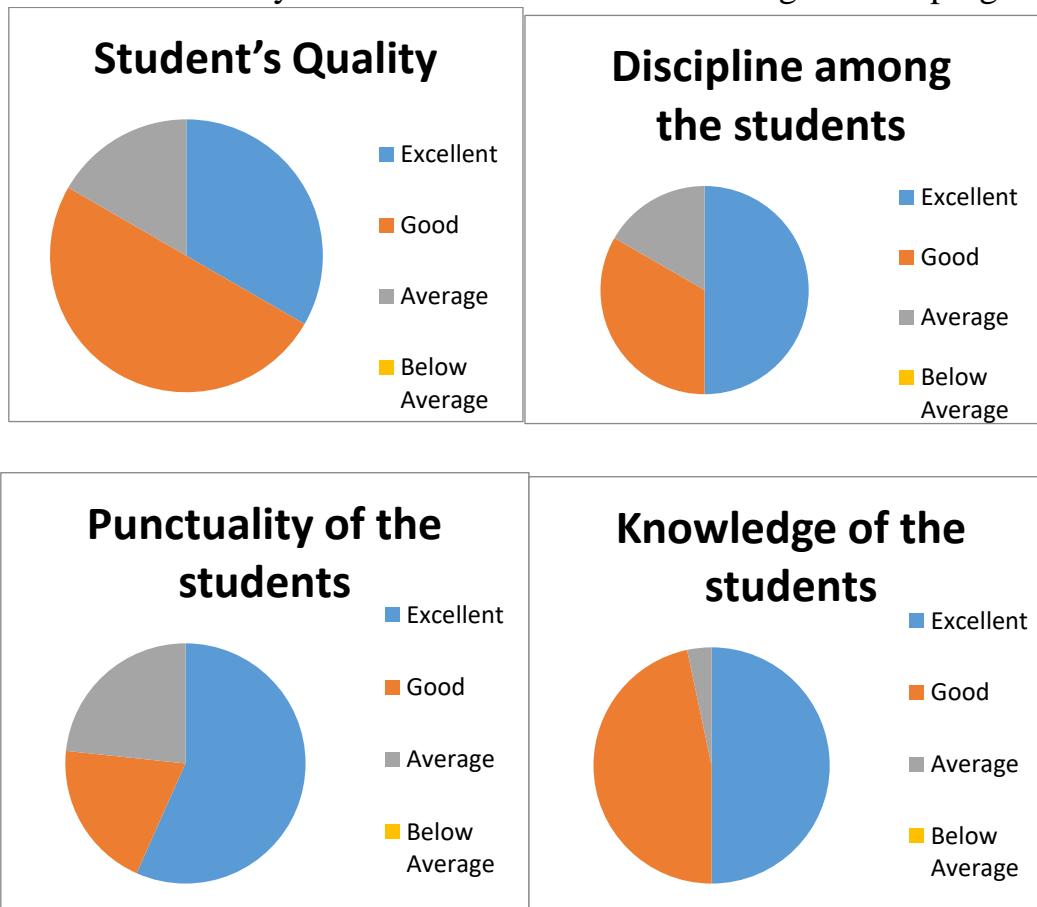 Student's Quality
Excellent
Good
Average
Below
Average
Discipline among
the students
Excellent
Good
Average
Below
Average
Punctuality of the
students
Excellent
Good
Average
Below
Average
Knowledge of the
students
Excellent
Good
Average
Below
Average